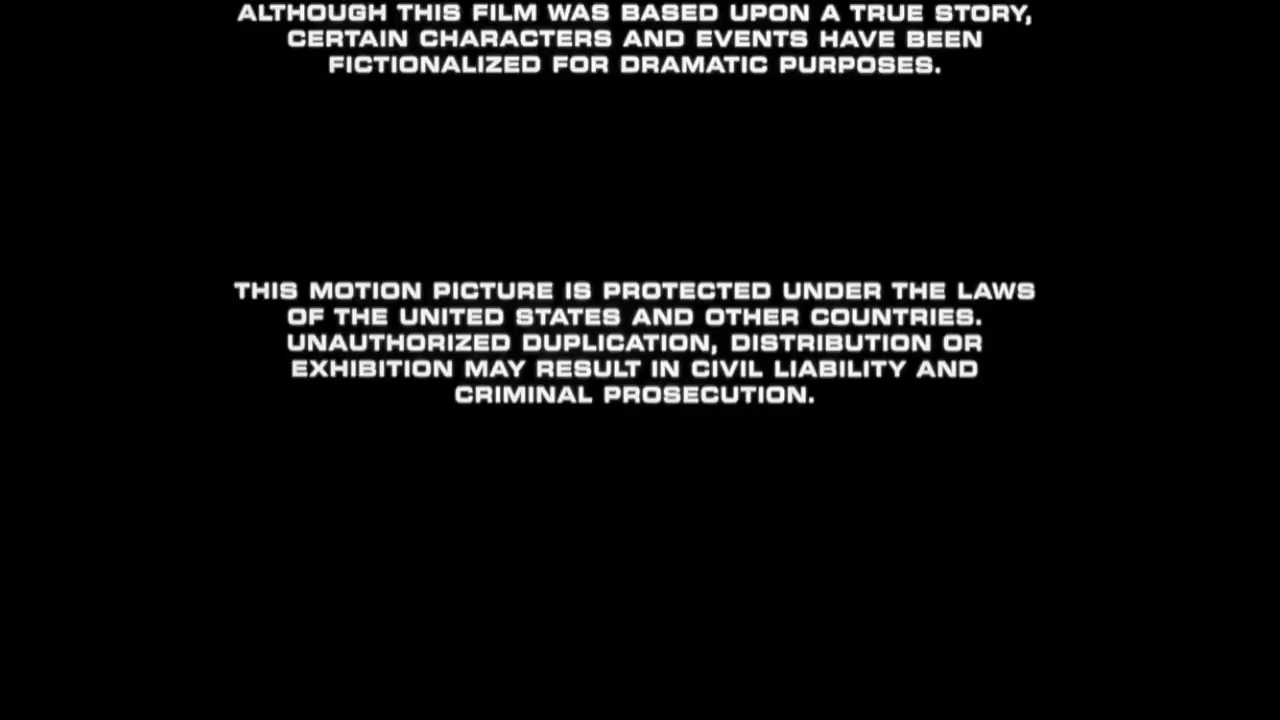 ALTHOUGH THIS FILM WAS BASED UPON A TRUE STORY,
CERTAIN CHARACTERS AND EVENTS HAVE BEEN
FICTIONALIZED FOR DRAMATIC PURPOSES.
THIS MOTION PICTURE IS PROTECTED UNDER THE LAWS
OF THE UNITED STATES AND OTHER COUNTRIES.
UNAUTHORIZED DUPLICATION, DISTRIBUTION OR
EXHIBITION MAY RESULT IN CIVIL LIABILITY AND
CRIMINAL PROSECUTION.